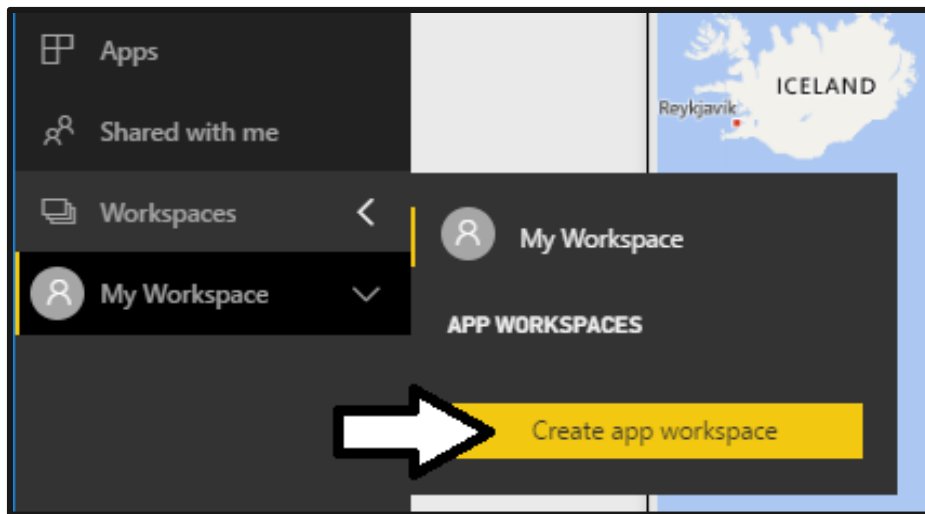 Apps
Shared with me
Workspaces
My Workspace
ICELAND
Reykjavik
My Workspace
APP WORKSPACES
Create app workspace